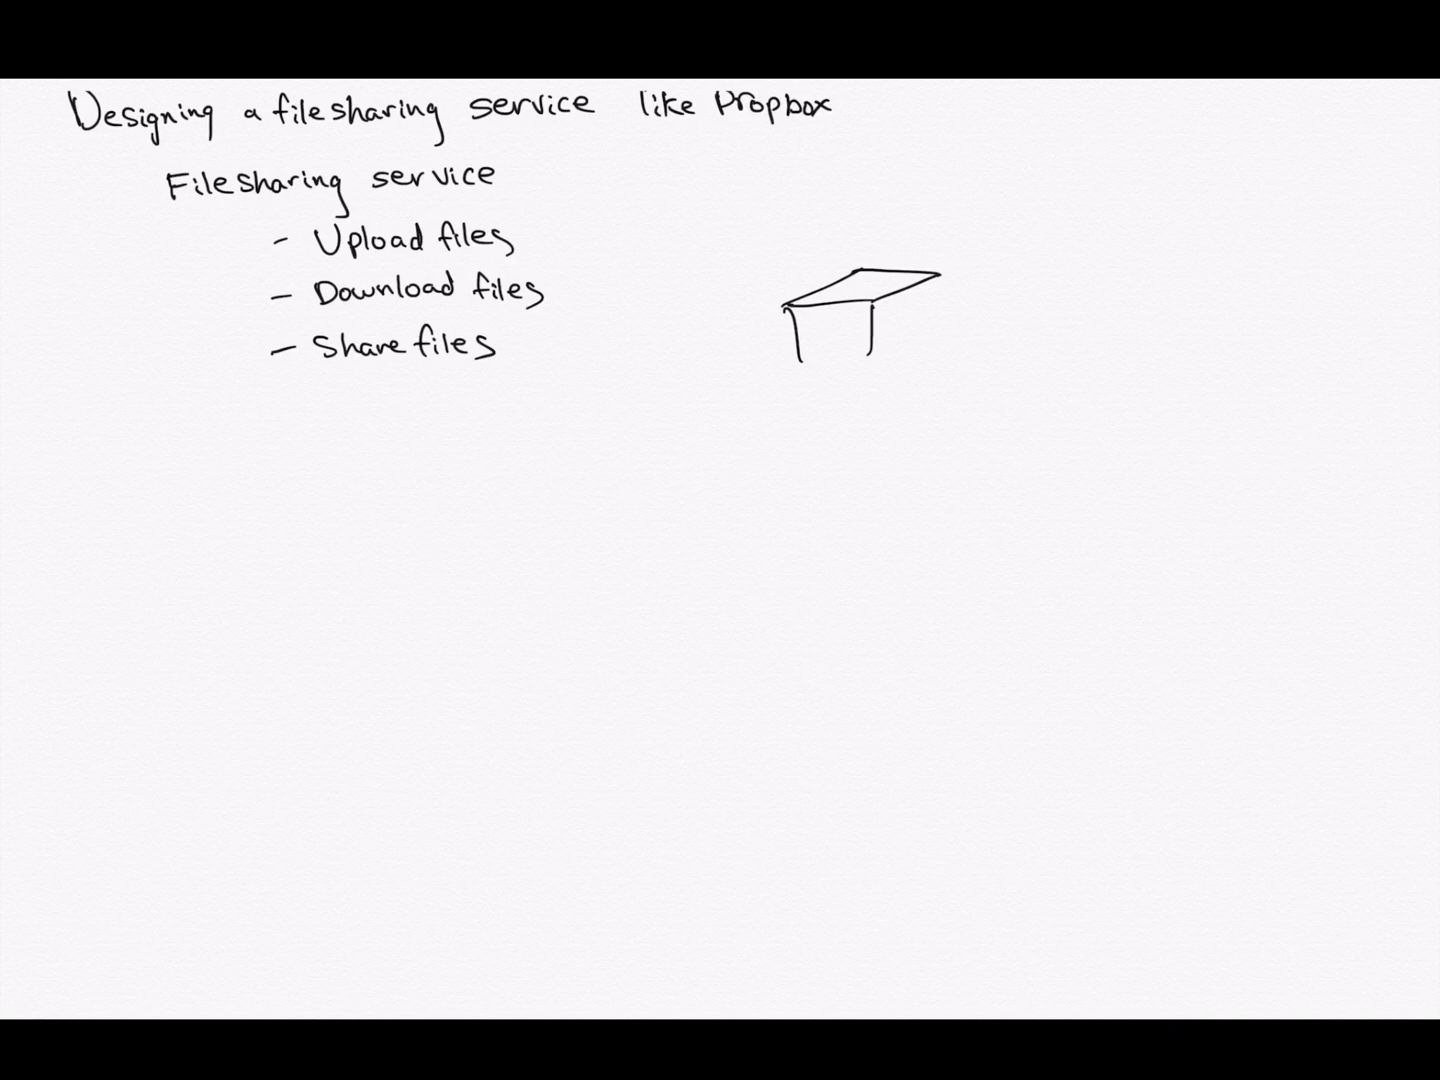 Designing a filesharing service like Dropbox
Filesharing service
- Upload files
- Download files
- Share files